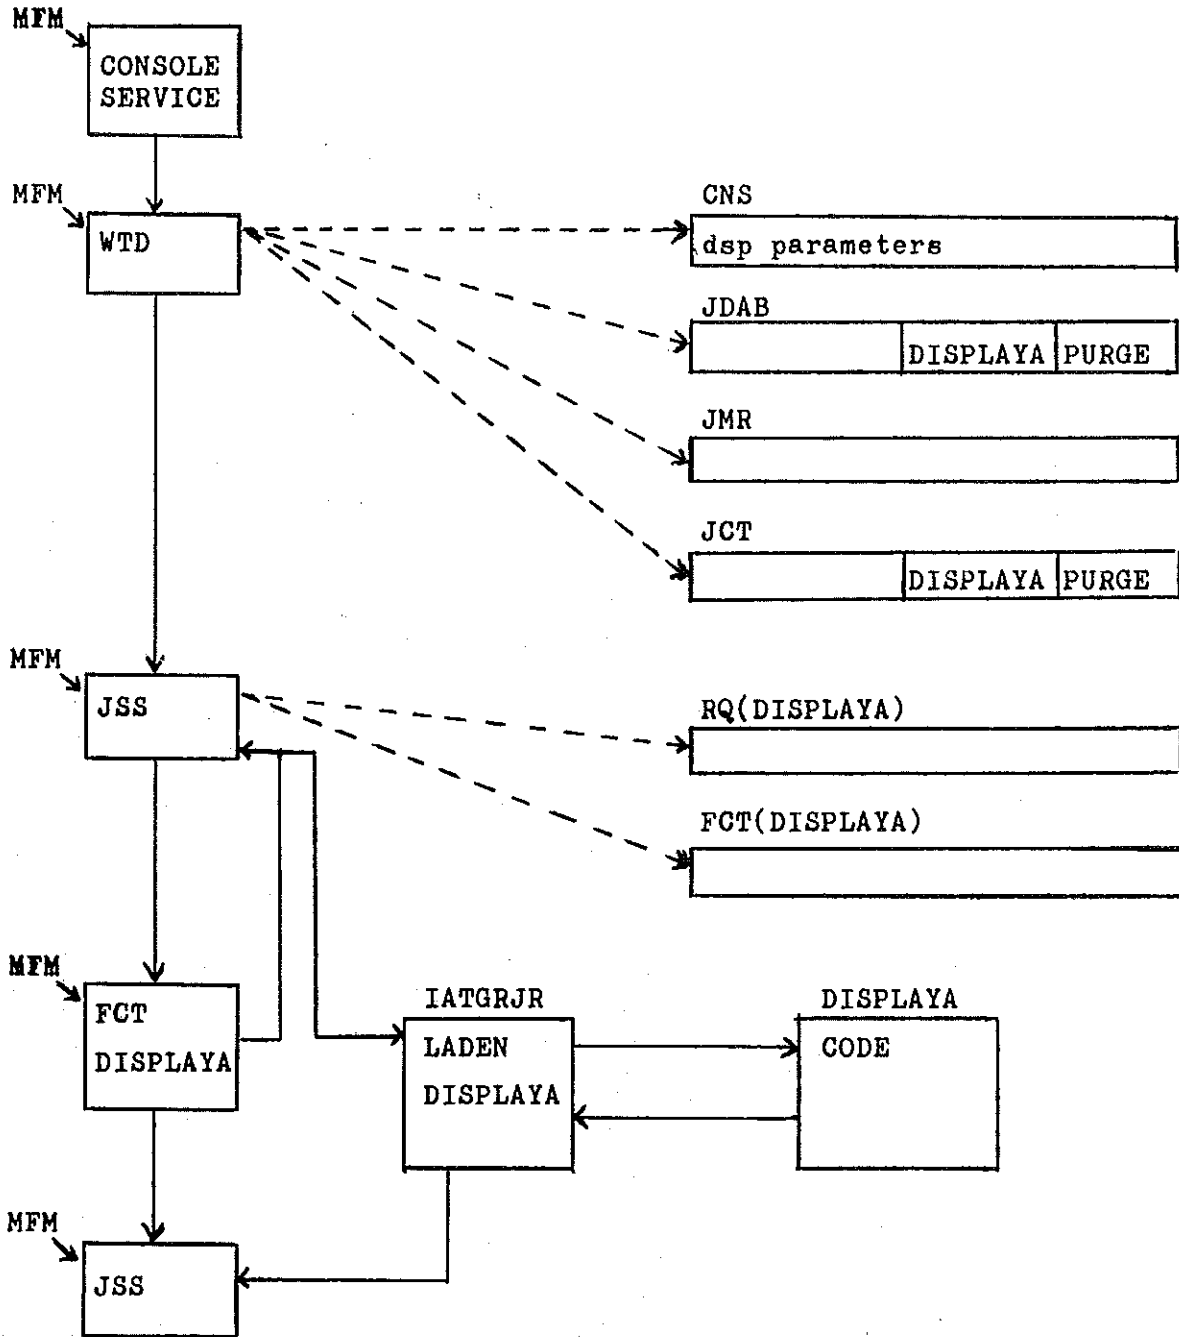 MFM
CONSOLE
SERVICE
MFM
WTD
CNS
dsp parameters
JDAB
DISPLAYA PURGE
JMR
JCT
DISPLAYA PURGE
MFM
JSS
RQ(DISPLAYA)
FCT(DISPLAYA)
MFM
FCT
DISPLAYA
IATGRJR
LADEN
DISPLAYA
DISPLAYA
CODE
MFM
JSS